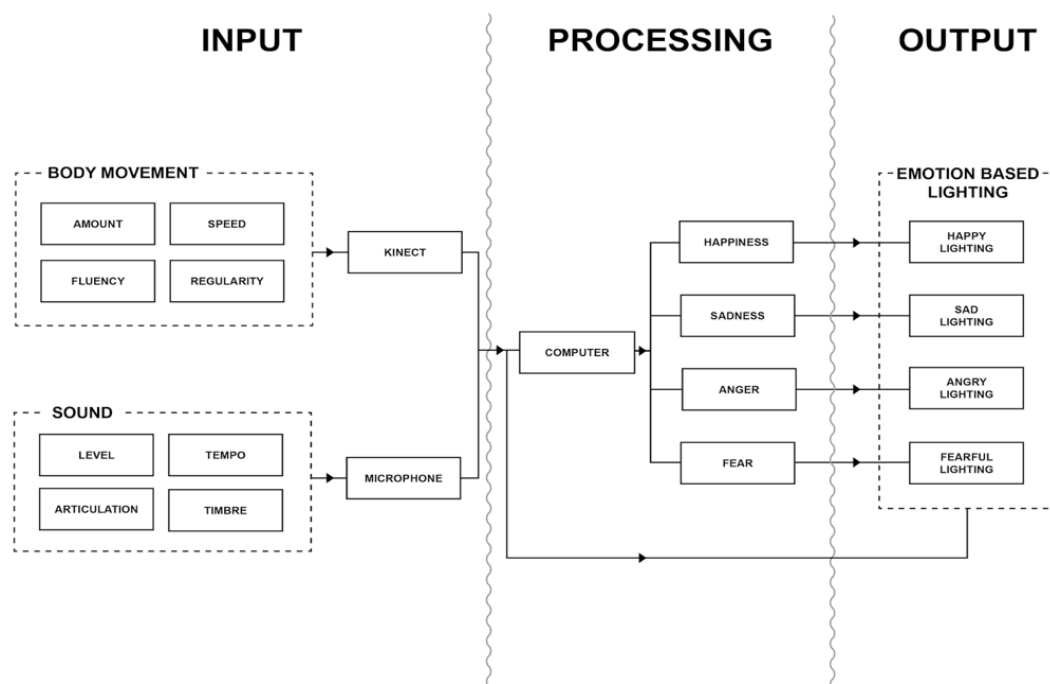 INPUT
PROCESSING
OUTPUT
BODY MOVEMENT
AMOUNT
SPEED
FLUENCY
REGULARITY
KINECT
SOUND
LEVEL
TEMPO
ARTICULATION
TIMBRE
MICROPHONE
COMPUTER
HAPPINESS
SADNESS
ANGER
FEAR
EMOTION BASED
LIGHTING
HAPPY
LIGHTING
SAD
LIGHTING
ANGRY
LIGHTING
FEARFUL
LIGHTING